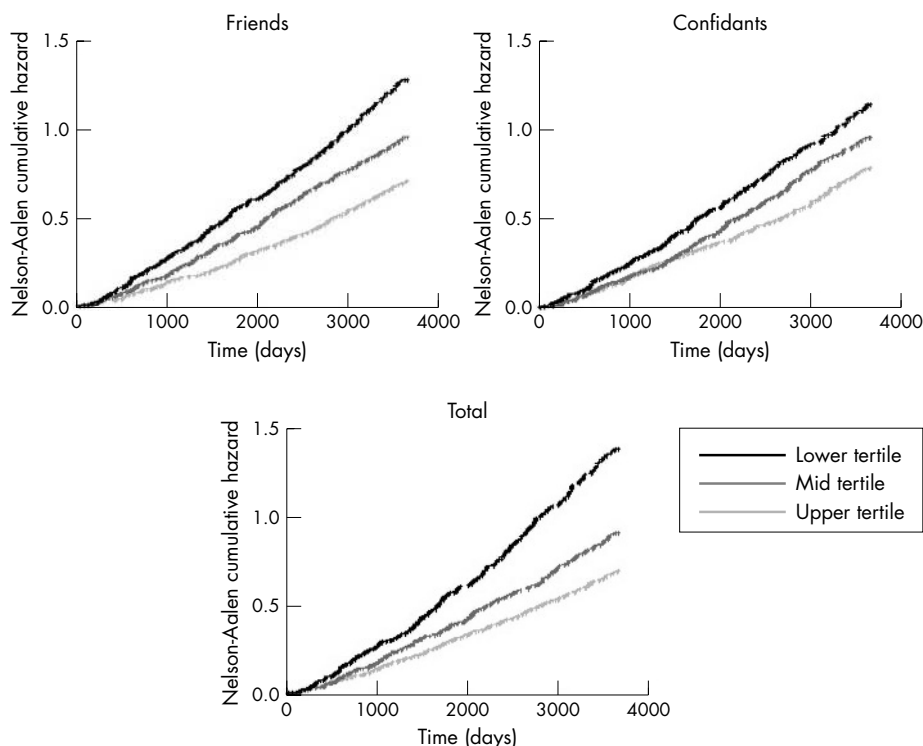 Friends
Nelson-Aalen cumulative hazard
1.5
1.0
0.5
0.0
0 1000 2000 3000 4000
Time (days)
Confidants
Nelson-Aalen cumulative hazard
1.5
1.0
0.5
0.0
0 1000 2000 3000 4000
Time (days)
Total
Nelson-Aalen cumulative hazard
1.5
1.0
0.5
0.0
0 1000 2000 3000 4000
Time (days)
Lower tertile
Mid tertile
Upper tertile